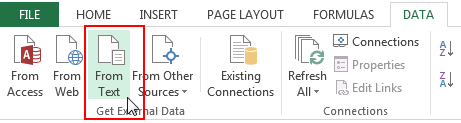 FILE HOME INSERT PAGE LAYOUT FORMULAS DATA
From Access
From Web
From Text
From Other Sources
Existing Connections
Refresh All
Connections
Properties
Edit Links
A Z
Z A
Get External Data
Connections